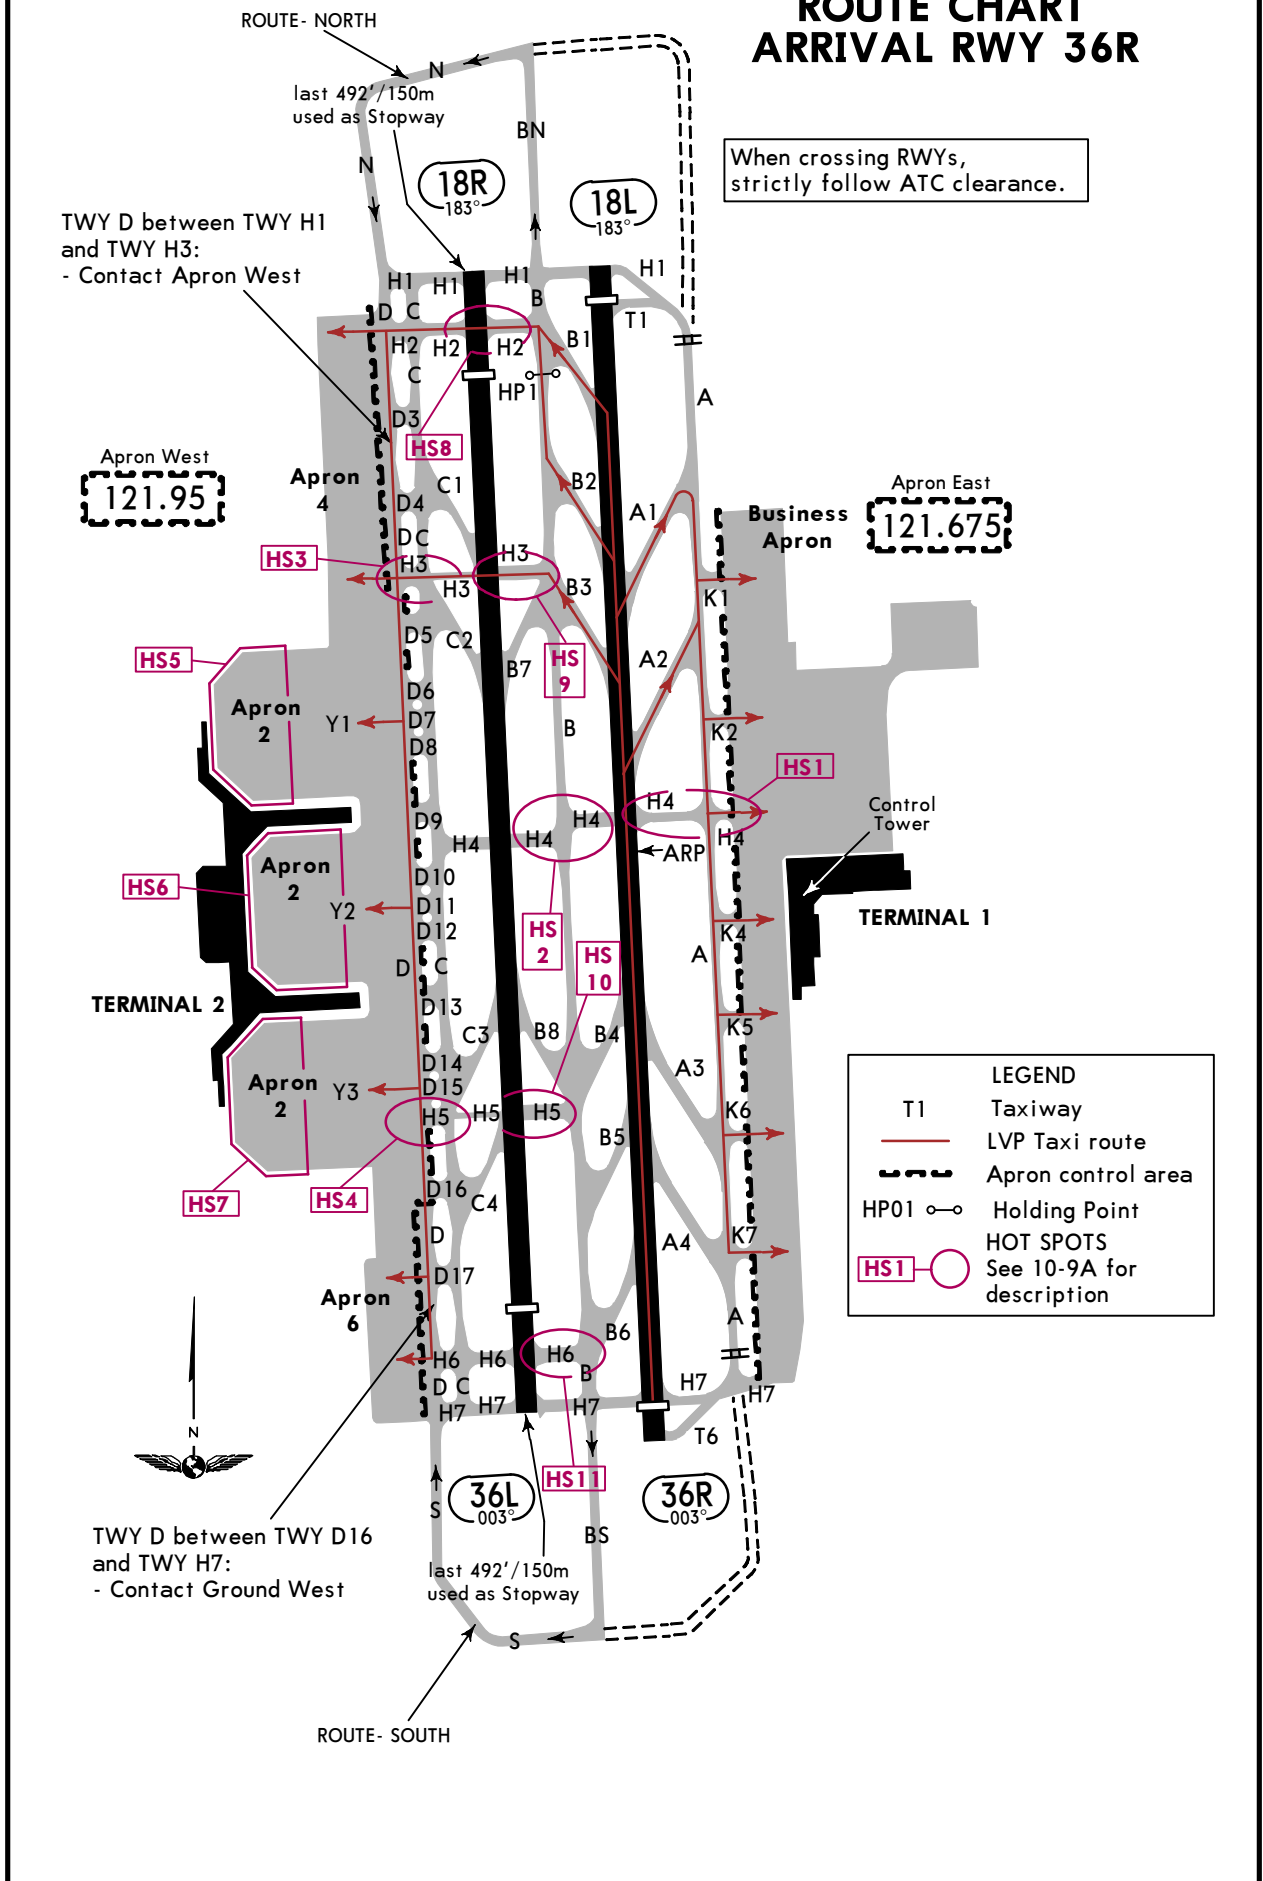 ROUTE CHART
ARRIVAL RWY 36R
ROUTE- NORTH
N
last 492'/150m
used as Stopway
BN
N
When crossing RWYs,
strictly follow ATC clearance.
18R
183°
18L
183°
TWY D between TWY H1
and TWY H3:
- Contact Apron West
H1
H1
H1
H1
B
D
C
T1
B1
H2
H2
H2
C
HP1
A
D3
HS8
Apron West
121.95
Apron
4
C1
B2
D4
A1
Business
Apron
Apron East
121.675
D
C
HS3
H3
H3
H3
B3
K1
D5
C2
HS5
B7
HS
9
A2
D6
Apron
2
Y1
D7
B
K2
D8
HS1
H4
Control
Tower
D9
H4
H4
H4
H4
ARP
Apron
2
HS6
D10
Y2
D11
K4
TERMINAL 1
D12
HS
2
HS
10
D
C
A
TERMINAL 2
D13
K5
C3
B8
B4
D14
A3
Apron
2
Y3
D15
LEGEND
T1
Taxiway
LVP Taxi route
Apron control area
HP01
Holding Point
HS1
HOT SPOTS
See 10-9A for
description
H5
H5
H5
K6
B5
D16
HS7
HS4
C4
D
A4
K7
D17
Apron
6
A
B6
H6
H6
H6
D
C
B
H7
H7
H7
H7
H7
T6
N
HS11
36L
003°
36R
003°
S
BS
TWY D between TWY D16
and TWY H7:
- Contact Ground West
last 492'/150m
used as Stopway
S
ROUTE- SOUTH